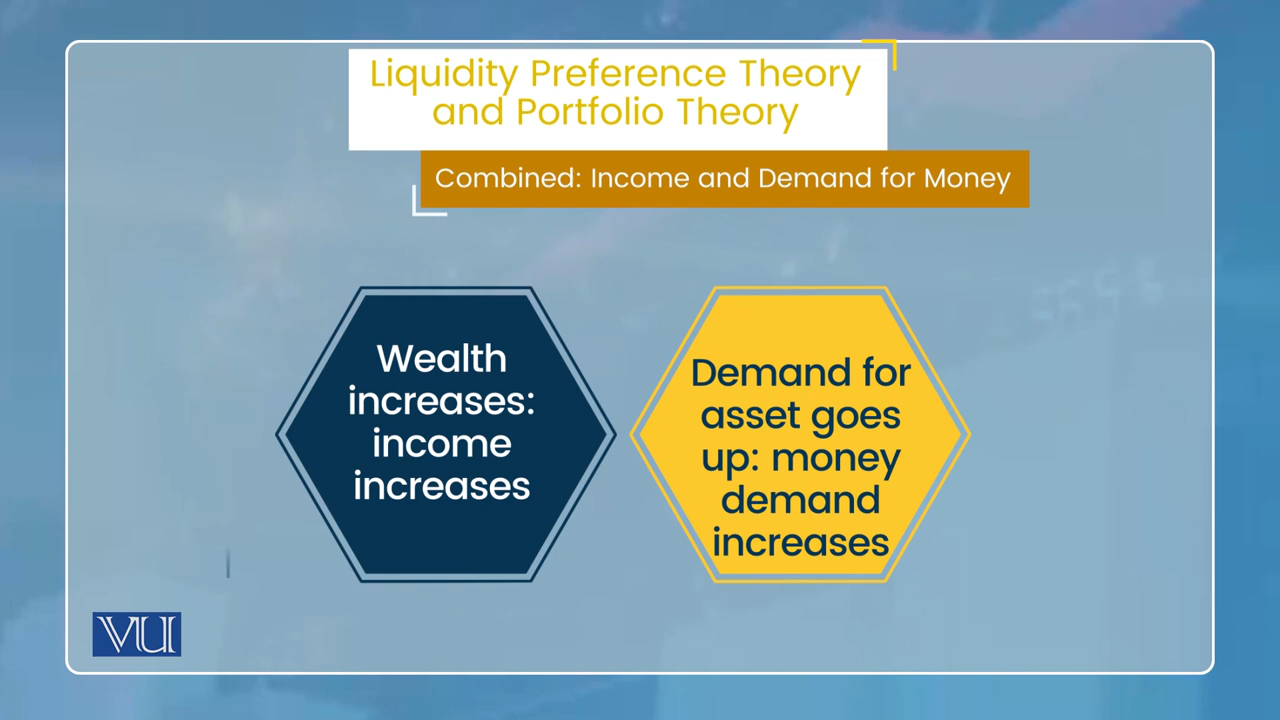 Liquidity Preference Theory
and Portfolio Theory
Combined: Income and Demand for Money
Wealth
increases:
income
increases
Demand for
asset goes
up: money
demand
increases
VU